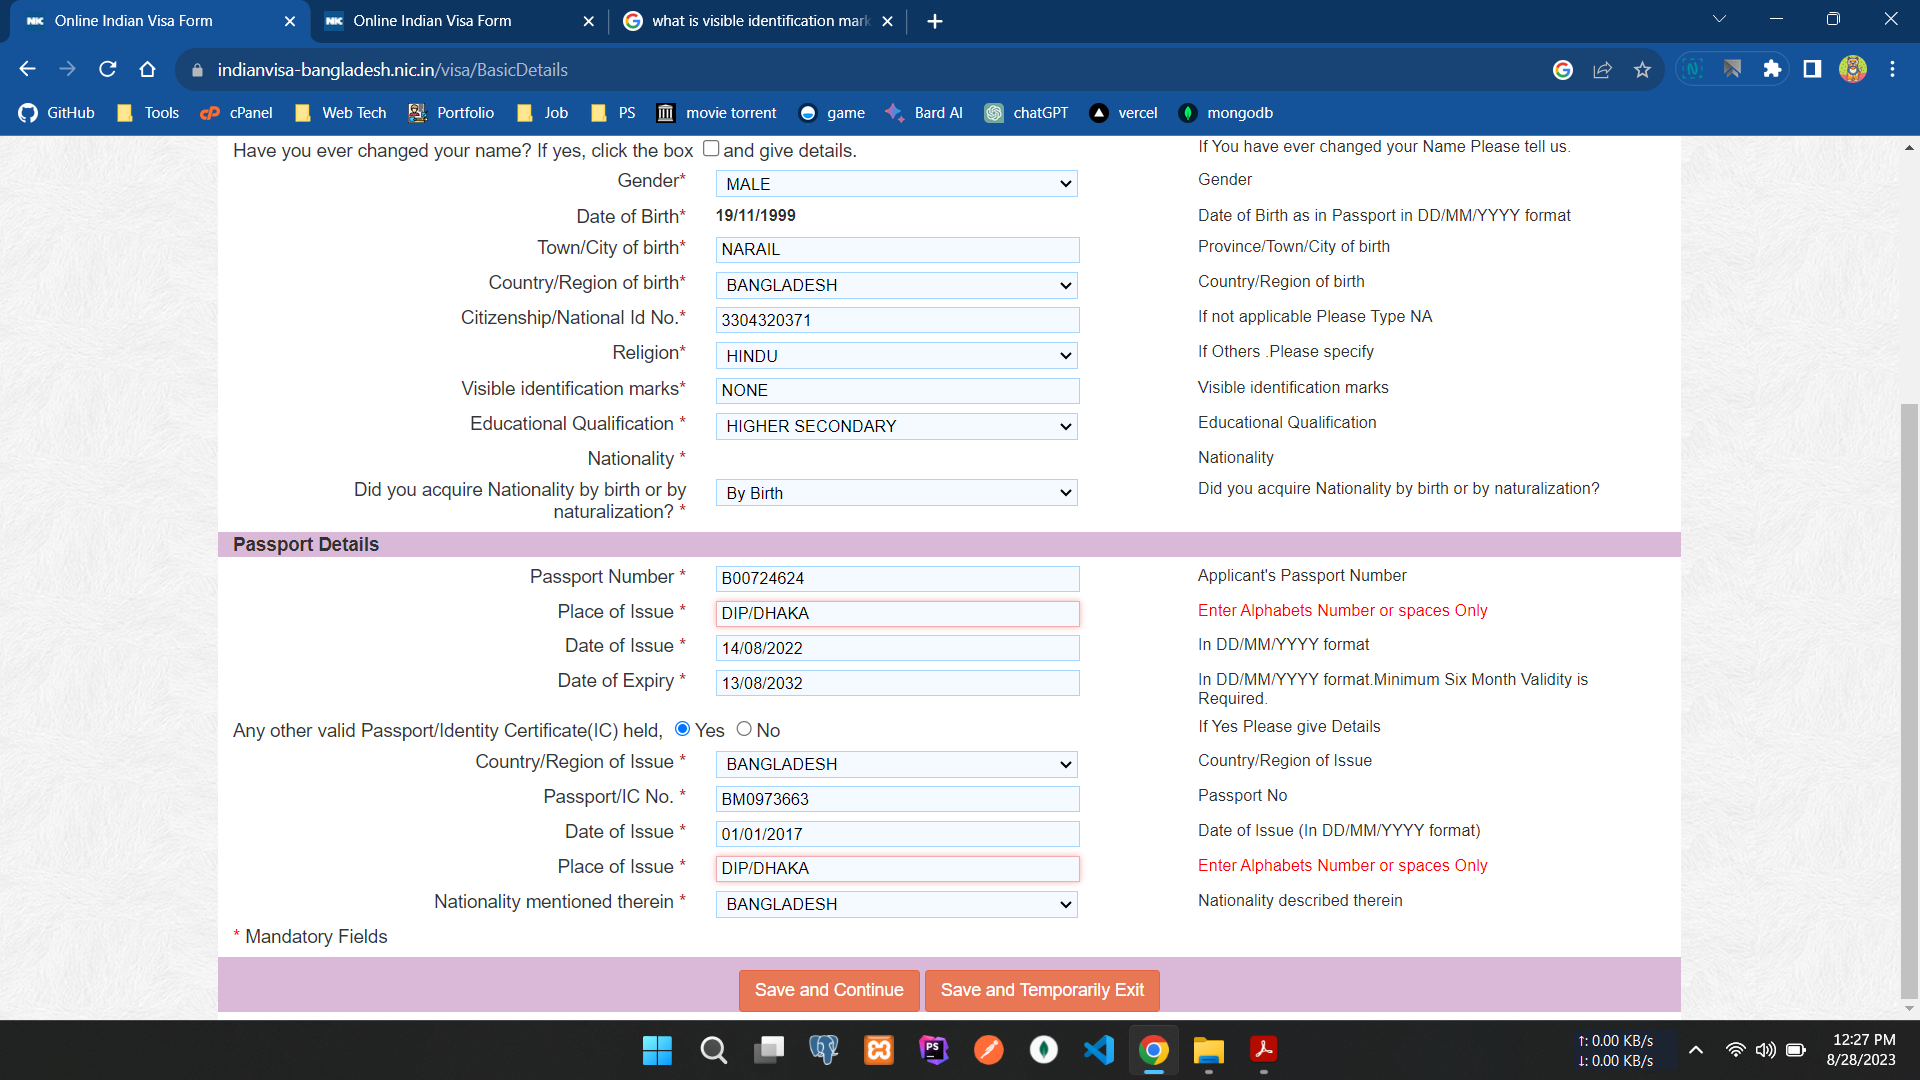 Online Indian Visa Form
Online Indian Visa Form
what is visible identification mark
indianvisa-bangladesh.nic.in/visa/BasicDetails
GitHub Tools cPanel Web Tech Portfolio Job PS movie torrent game Bard AI chatGPT vercel mongodb
Have you ever changed your name? If yes, click the box and give details. If You have ever changed your Name Please tell us.
Gender* MALE Gender
Date of Birth* 19/11/1999 Date of Birth as in Passport in DD/MM/YYYY format
Town/City of birth* NARAIL Province/Town/City of birth
Country/Region of birth* BANGLADESH Country/Region of birth
Citizenship/National Id No.* 3304320371 If not applicable Please Type NA
Religion* HINDU If Others .Please specify
Visible identification marks* NONE Visible identification marks
Educational Qualification * HIGHER SECONDARY Educational Qualification
Nationality * Nationality
Did you acquire Nationality by birth or by By Birth Did you acquire Nationality by birth or by naturalization?
naturalization? *
Passport Details
Passport Number * B00724624 Applicant's Passport Number
Place of Issue * DIP/DHAKA Enter Alphabets Number or spaces Only
Date of Issue * 14/08/2022 In DD/MM/YYYY format
Date of Expiry * 13/08/2032 In DD/MM/YYYY format.Minimum Six Month Validity is
Required.
Any other valid Passport/Identity Certificate(IC) held, Yes No If Yes Please give Details
Country/Region of Issue * BANGLADESH Country/Region of Issue
Passport/IC No. * BM0973663 Passport No
Date of Issue * 01/01/2017 Date of Issue (In DD/MM/YYYY format)
Place of Issue * DIP/DHAKA Enter Alphabets Number or spaces Only
Nationality mentioned therein * BANGLADESH Nationality described therein
* Mandatory Fields
Save and Continue Save and Temporarily Exit
↑: 0.00 KB/s
↓: 0.00 KB/s
12:27 PM
8/28/2023